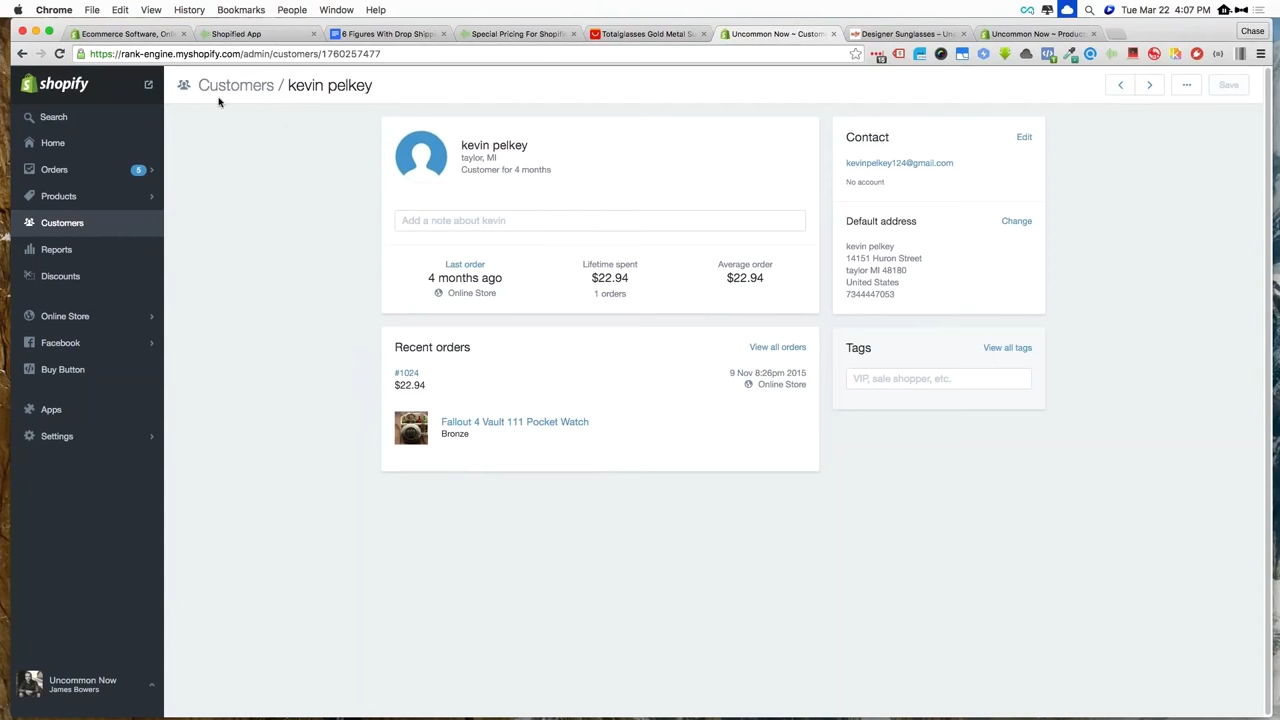 Chrome File Edit View History Bookmarks People Window Help Tue Mar 22 4:07 PM
Ecommerce Software, Onli Shopified App 6 Figures With Drop Shippi Special Pricing For Shopifi Totalglasses Gold Metal Su Uncommon Now ~ Custom Designer Sunglasses – Un Uncommon Now ~ Produc Chase
https://rank-engine.myshopify.com/admin/customers/1760257477
shopify
Customers / kevin pelkey
Save
Search
Home
Orders 5
Products
Customers
Reports
Discounts
Online Store
Facebook
Buy Button
Apps
Settings
Uncommon Now
James Bowers
kevin pelkey
taylor, MI
Customer for 4 months
Add a note about kevin
Last order Lifetime spent Average order
4 months ago $22.94 $22.94
Online Store 1 orders
Recent orders View all orders
#1024 9 Nov 8:26pm 2015
$22.94 Online Store
Fallout 4 Vault 111 Pocket Watch
Bronze
Contact Edit
kevinpelkey124@gmail.com
No account
Default address Change
kevin pelkey
14151 Huron Street
taylor MI 48180
United States
7344447053
Tags View all tags
VIP, sale shopper, etc.